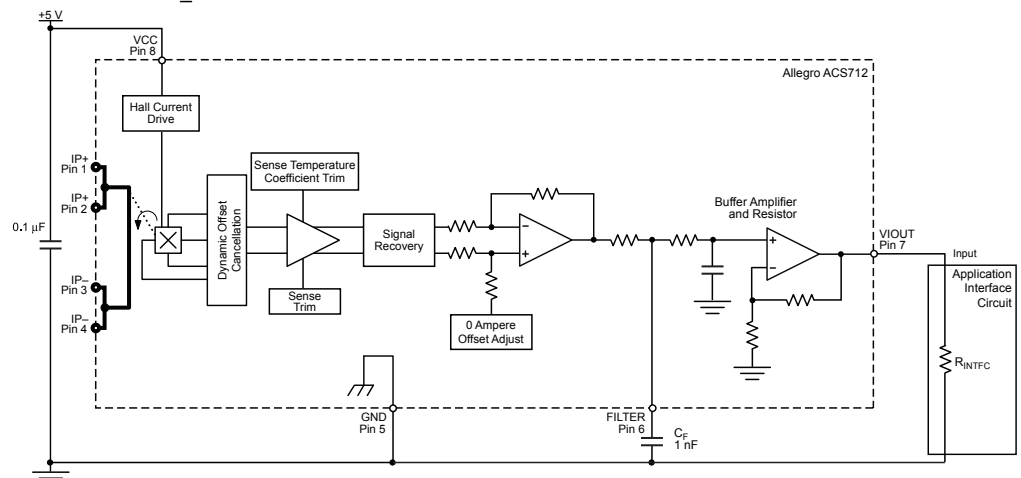 +5 V
VCC
Pin 8
Allegro ACS712
Hall Current
Drive
IP+
Pin 1
IP+
Pin 2
IP–
Pin 3
IP–
Pin 4
0.1 μF
Dynamic Offset
Cancellation
Sense Temperature
Coefficient Trim
Sense
Trim
Signal
Recovery
0 Ampere
Offset Adjust
Buffer Amplifier
and Resistor
VIOUT
Pin 7
Input
Application
Interface
Circuit
RINTFC
GND
Pin 5
FILTER
Pin 6
CF
1 nF